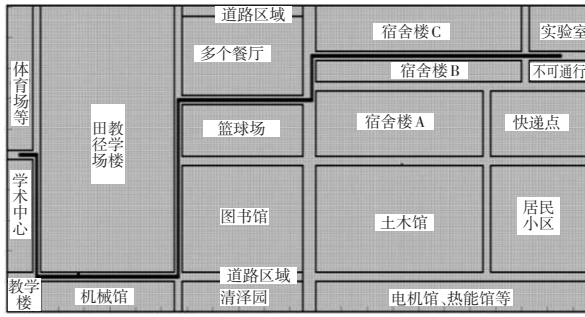 道路区域
宿舍楼C
实验室
多个餐厅
体育场等
宿舍楼B
不可通行
田径场
教学楼
篮球场
宿舍楼A
快递点
学术中心
图书馆
土木馆
居民
小区
道路区域
教学
楼
机械馆
清泽园
电机馆、热能馆等